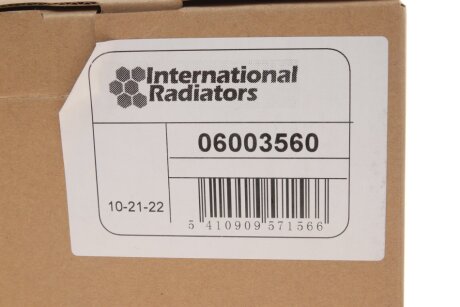 International
Radiators
06003560
10-21-22
5 410909 571566